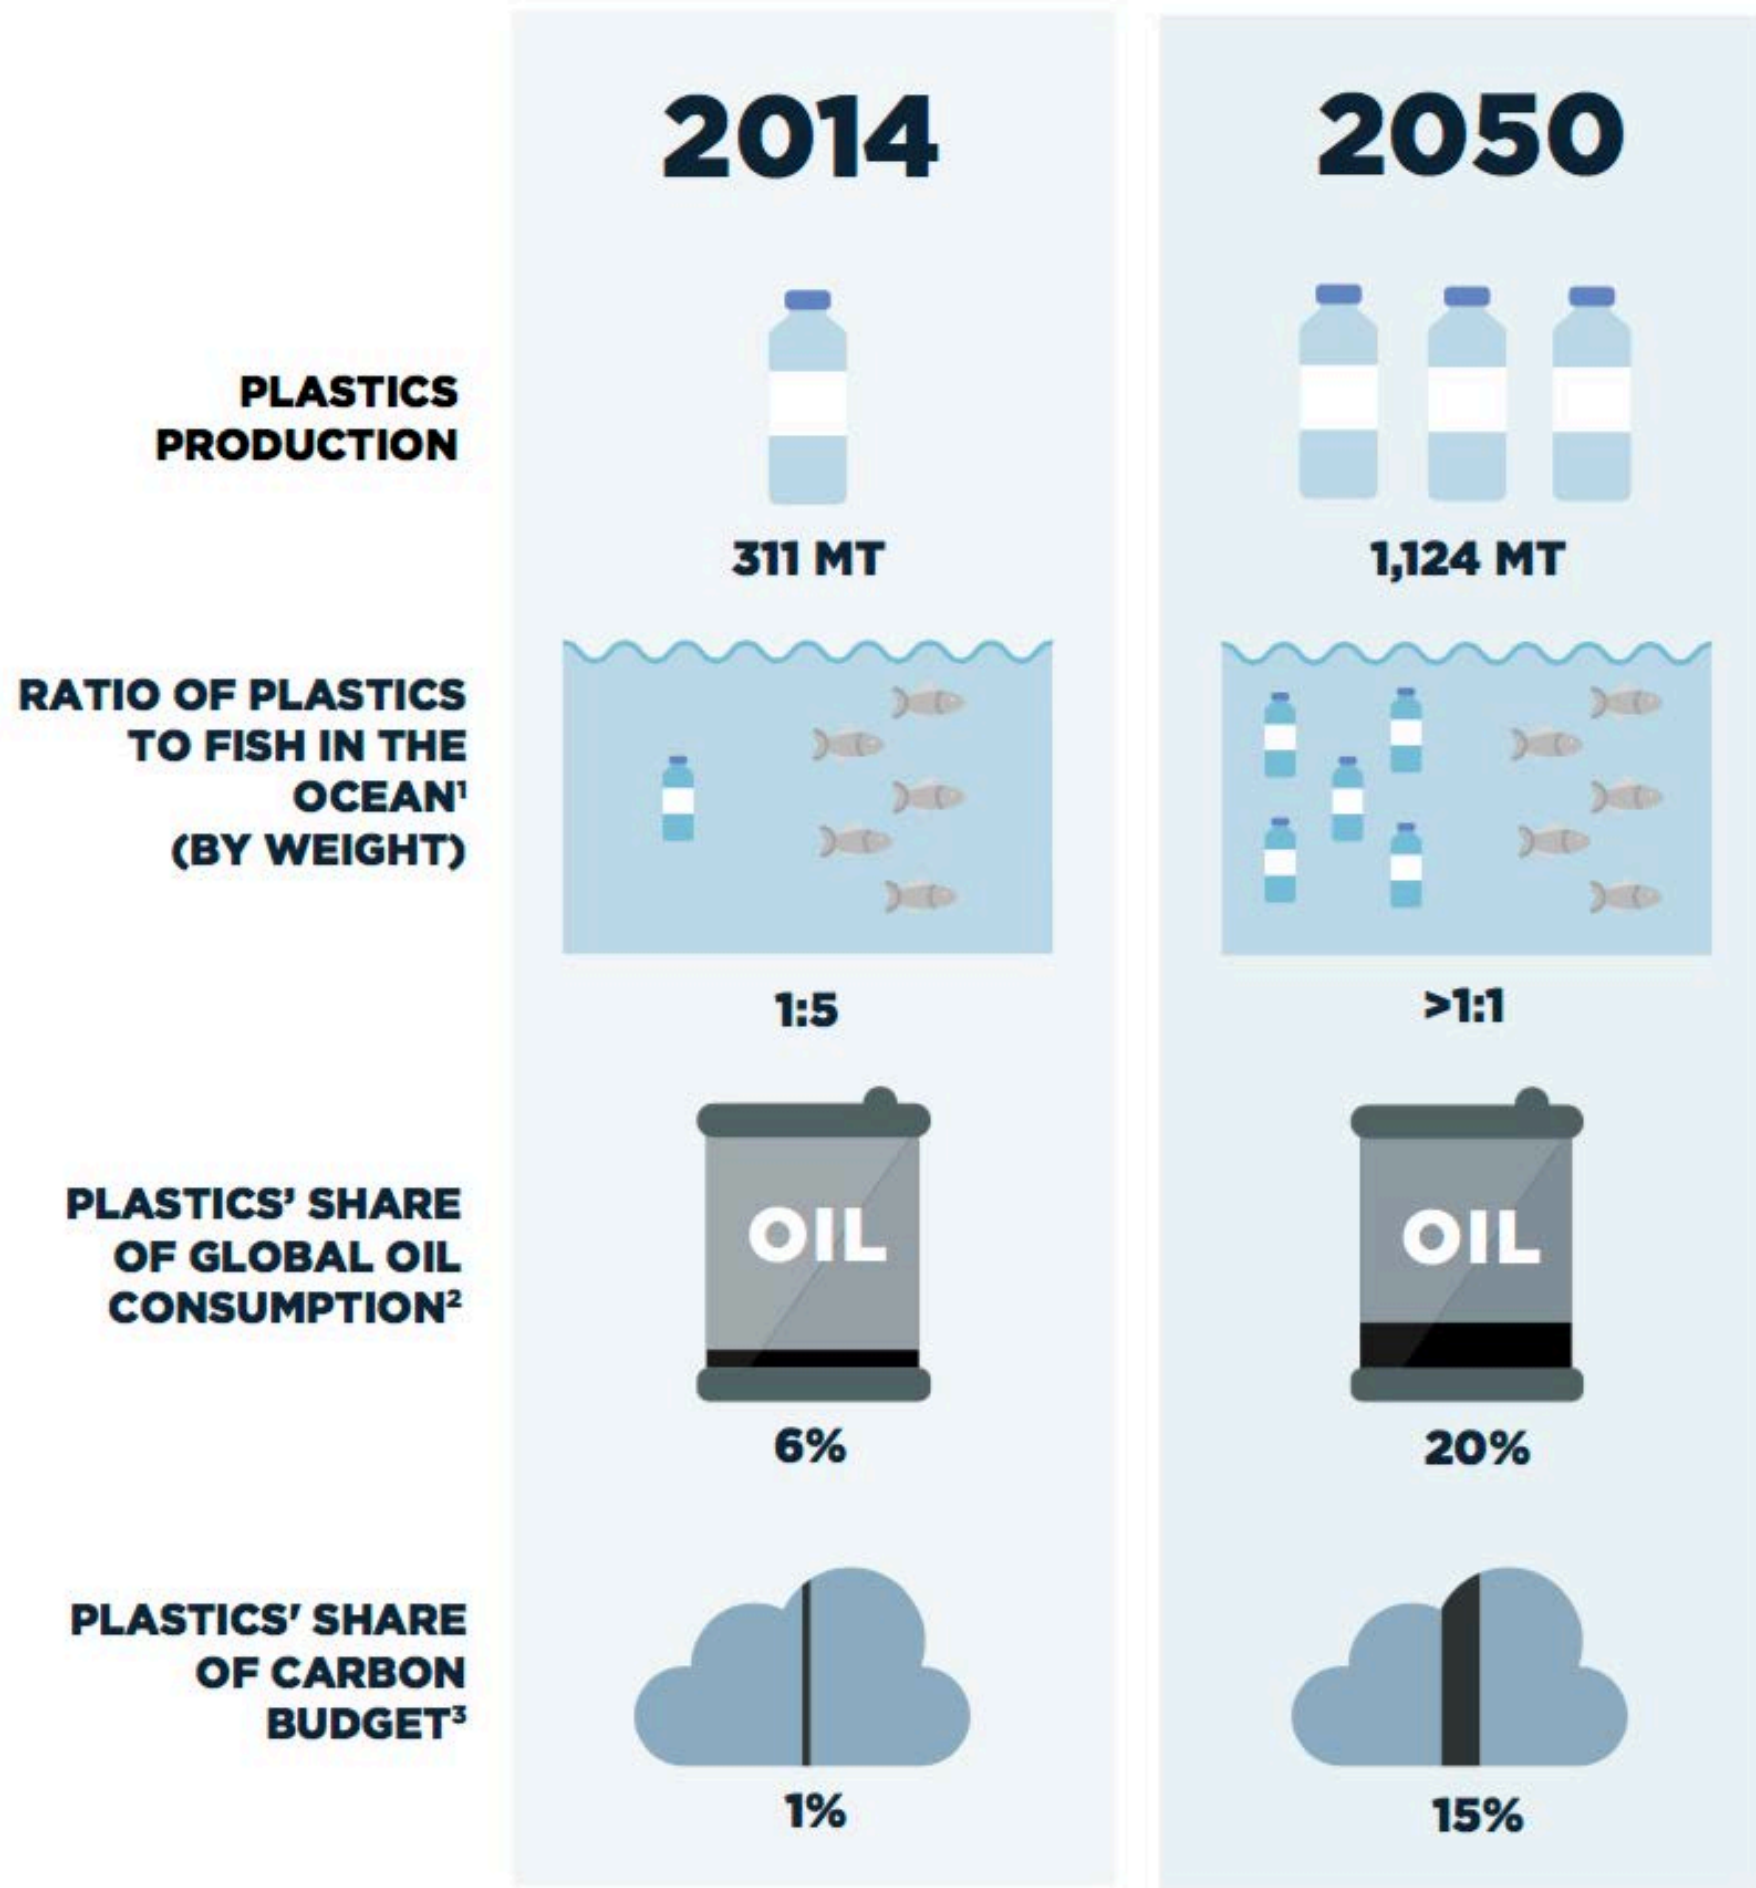 2014
2050
PLASTICS
PRODUCTION
311 MT
1,124 MT
RATIO OF PLASTICS
TO FISH IN THE
OCEAN¹
(BY WEIGHT)
1:5
>1:1
PLASTICS’ SHARE
OF GLOBAL OIL
CONSUMPTION²
OIL
OIL
6%
20%
PLASTICS' SHARE
OF CARBON
BUDGET³
1%
15%